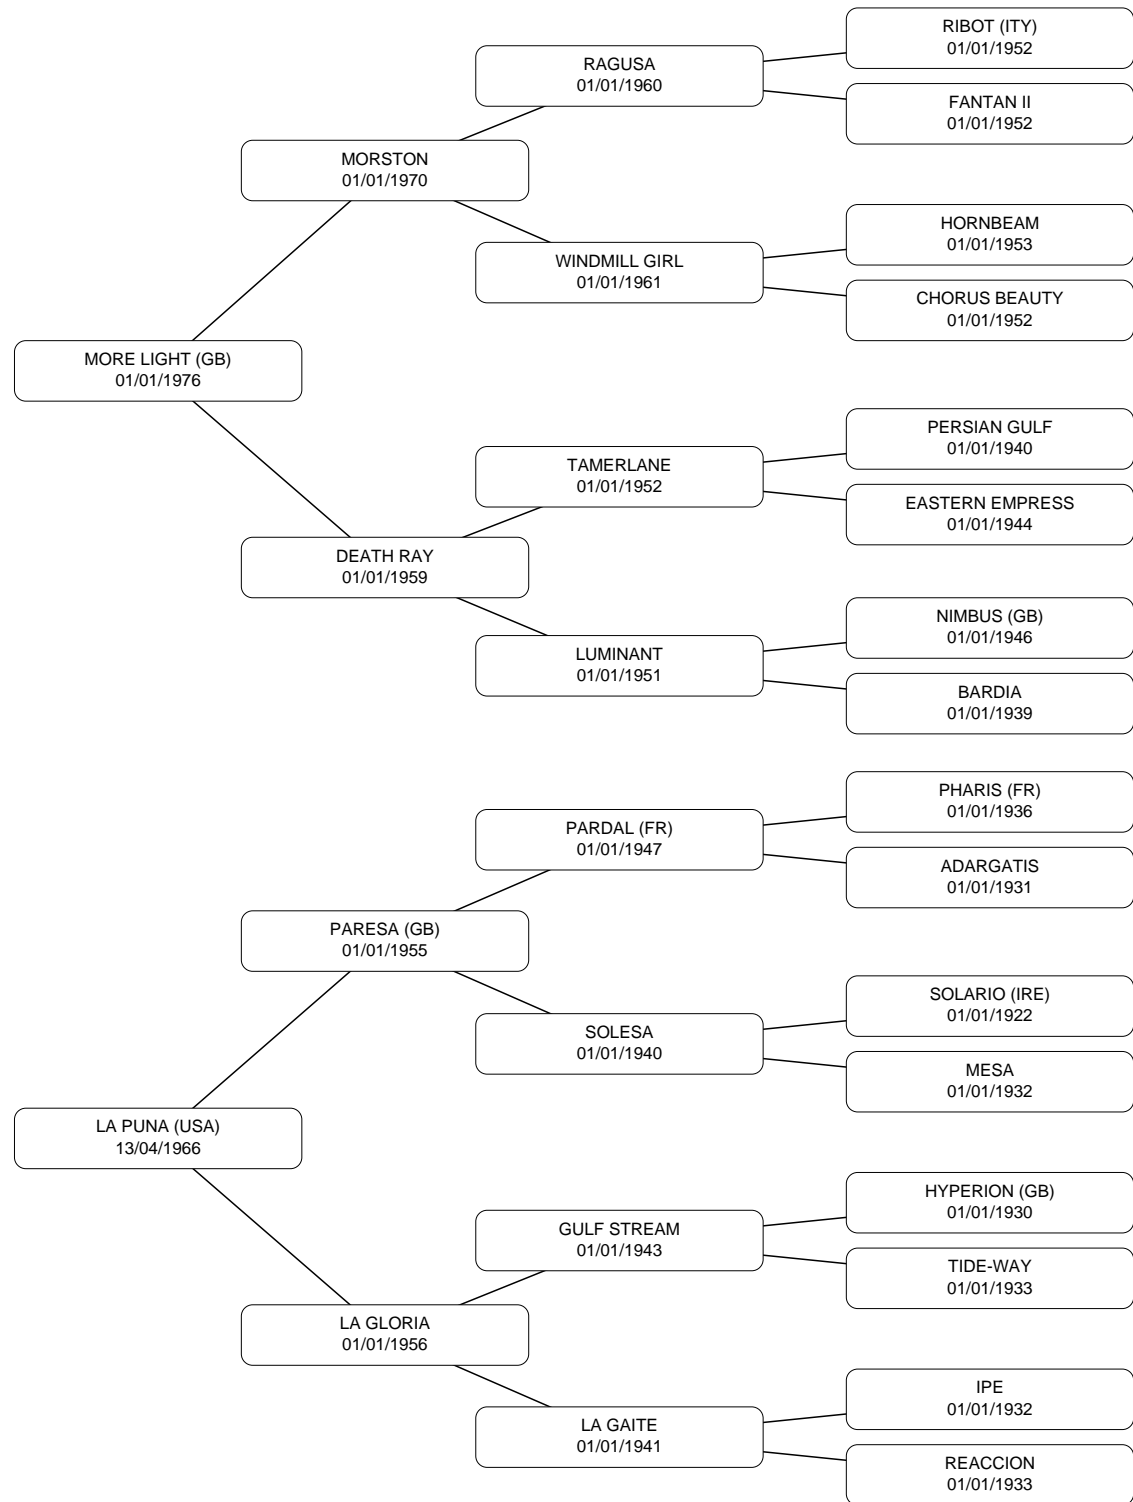 RIBOT (ITY)
01/01/1952
RAGUSA
01/01/1960
FANTAN II
01/01/1952
MORSTON
01/01/1970
HORNBEAM
01/01/1953
WINDMILL GIRL
01/01/1961
CHORUS BEAUTY
01/01/1952
MORE LIGHT (GB)
01/01/1976
PERSIAN GULF
01/01/1940
TAMERLANE
01/01/1952
EASTERN EMPRESS
01/01/1944
DEATH RAY
01/01/1959
NIMBUS (GB)
01/01/1946
LUMINANT
01/01/1951
BARDIA
01/01/1939
PHARIS (FR)
01/01/1936
PARDAL (FR)
01/01/1947
ADARGATIS
01/01/1931
PARESA (GB)
01/01/1955
SOLARIO (IRE)
01/01/1922
SOLESA
01/01/1940
MESA
01/01/1932
LA PUNA (USA)
13/04/1966
HYPERION (GB)
01/01/1930
GULF STREAM
01/01/1943
TIDE-WAY
01/01/1933
LA GLORIA
01/01/1956
IPE
01/01/1932
LA GAITE
01/01/1941
REACCION
01/01/1933